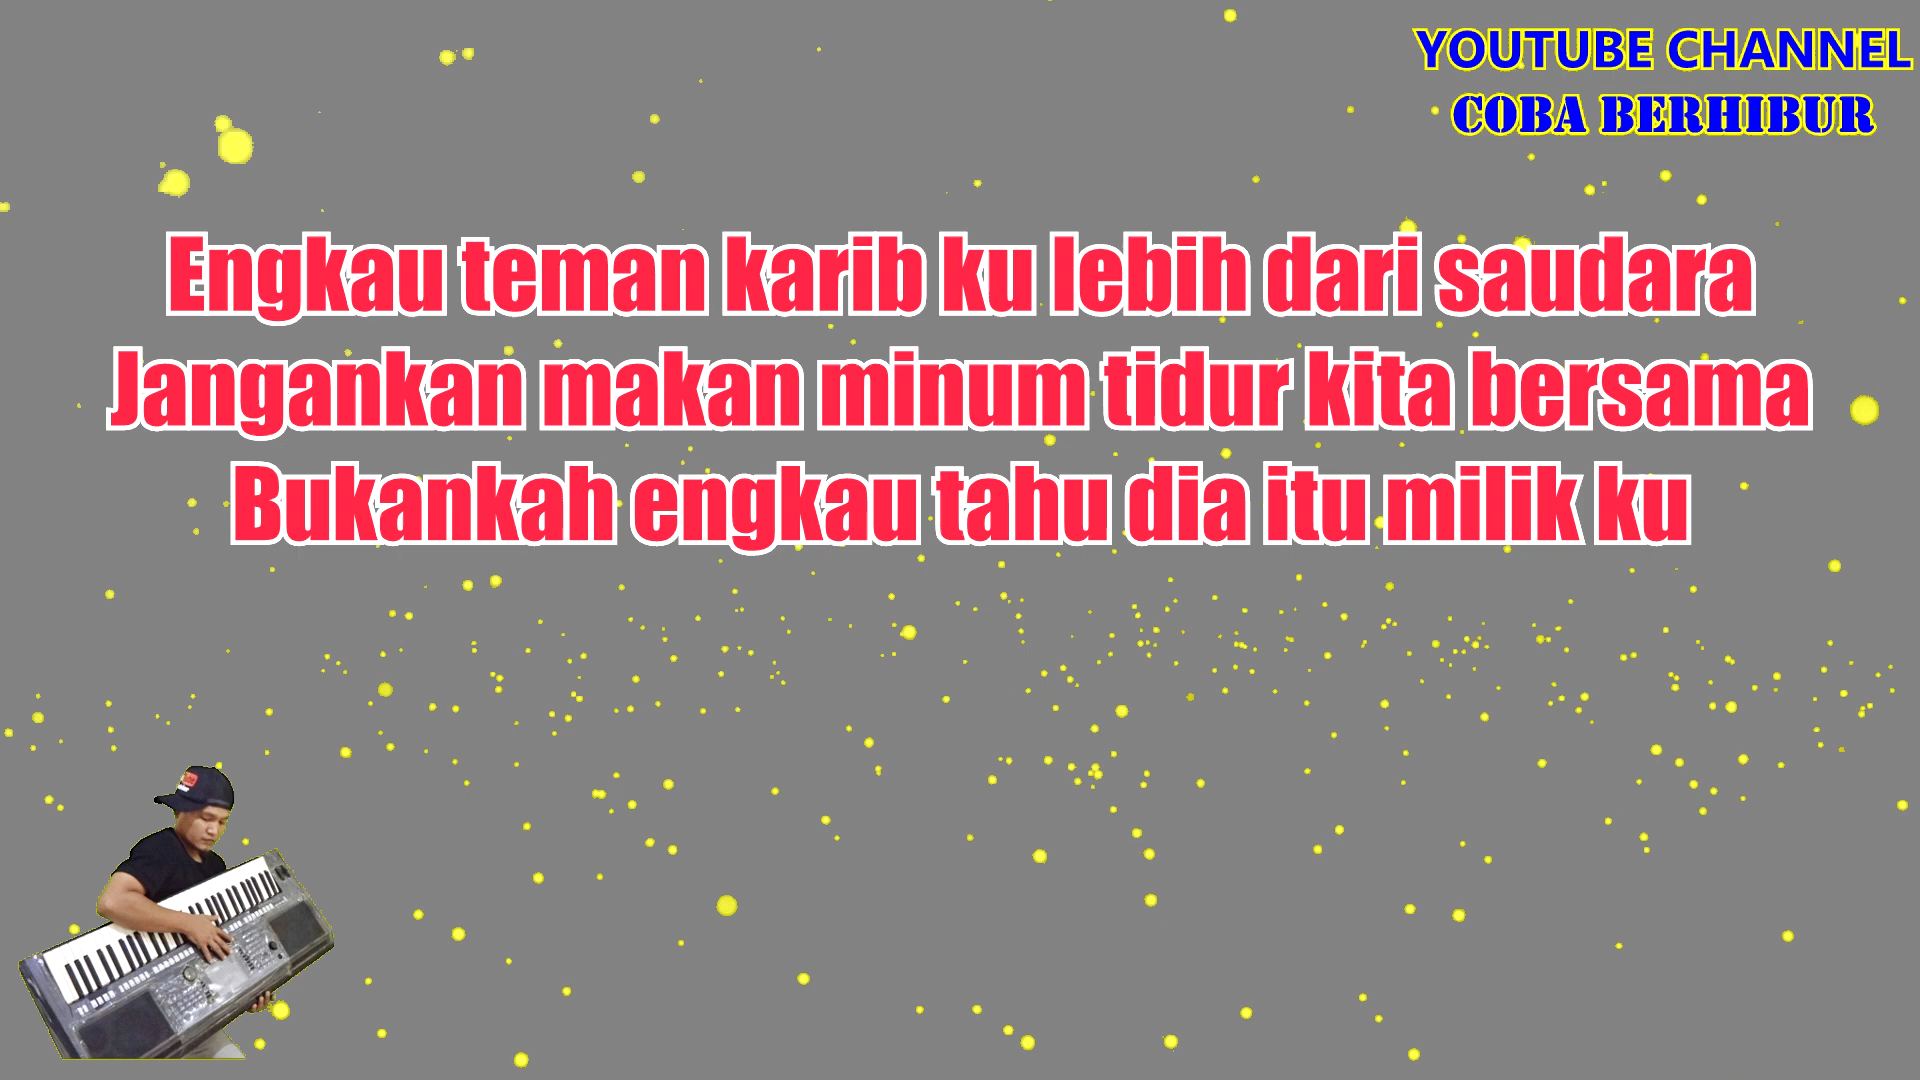 YOUTUBE CHANNEL
COBA BERHIBUR
Engkau teman karib ku lebih dari saudara
Jangankan makan minum tidur kita bersama
Bukankah engkau tahu dia itu milik ku